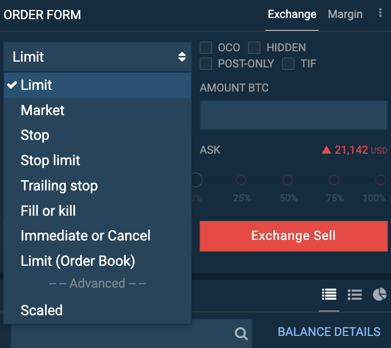 ORDER FORM
Exchange
Margin
Limit
OCO
HIDDEN
POST-ONLY
TIF
Limit
Market
Stop
Stop limit
Trailing stop
Fill or kill
Immediate or Cancel
Limit (Order Book)
-- -- Advanced -- --
Scaled
AMOUNT BTC
ASK
21,142 USD
25%
50%
75%
100%
Exchange Sell
BALANCE DETAILS